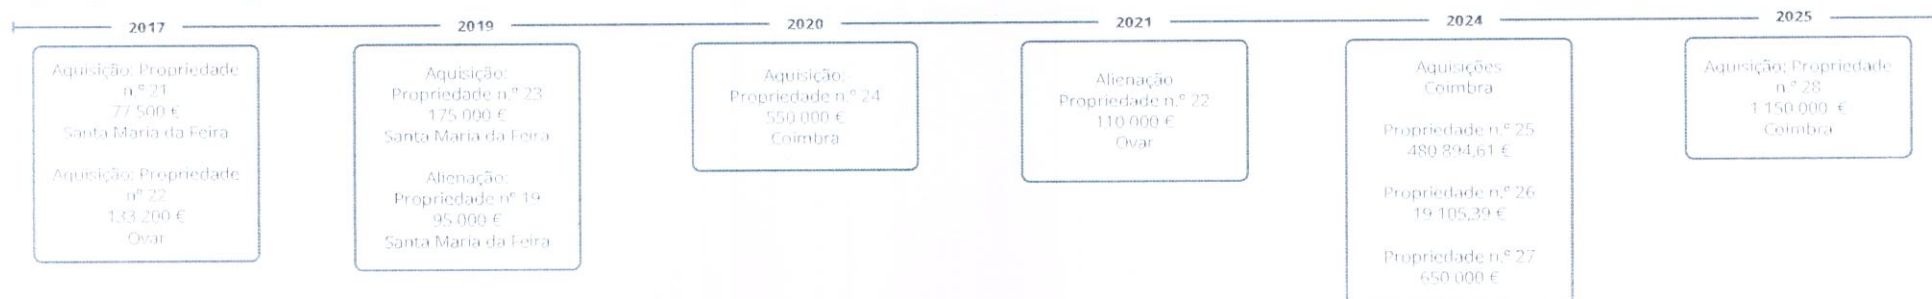 2017
2019
2020
2021
2024
2025
Aquisição: Propriedade
n.º 21
77 500 €
Santa Maria da Feira
Aquisição: Propriedade
nº 22
133 200 €
Ovar
Aquisição:
Propriedade n.º 23
175 000 €
Santa Maria da Feira
Alienação:
Propriedade nº 19
95 000 €
Santa Maria da Feira
Aquisição:
Propriedade n.º 24
550 000 €
Coimbra
Alienação
Propriedade n.º 22
110 000 €
Ovar
Aquisições
Coimbra
Propriedade n.º 25
480 894,61 €
Propriedade n.º 26
19 105,39 €
Propriedade n.º 27
650 000 €
Aquisição: Propriedade
n.º 28
1 150 000 €
Coimbra